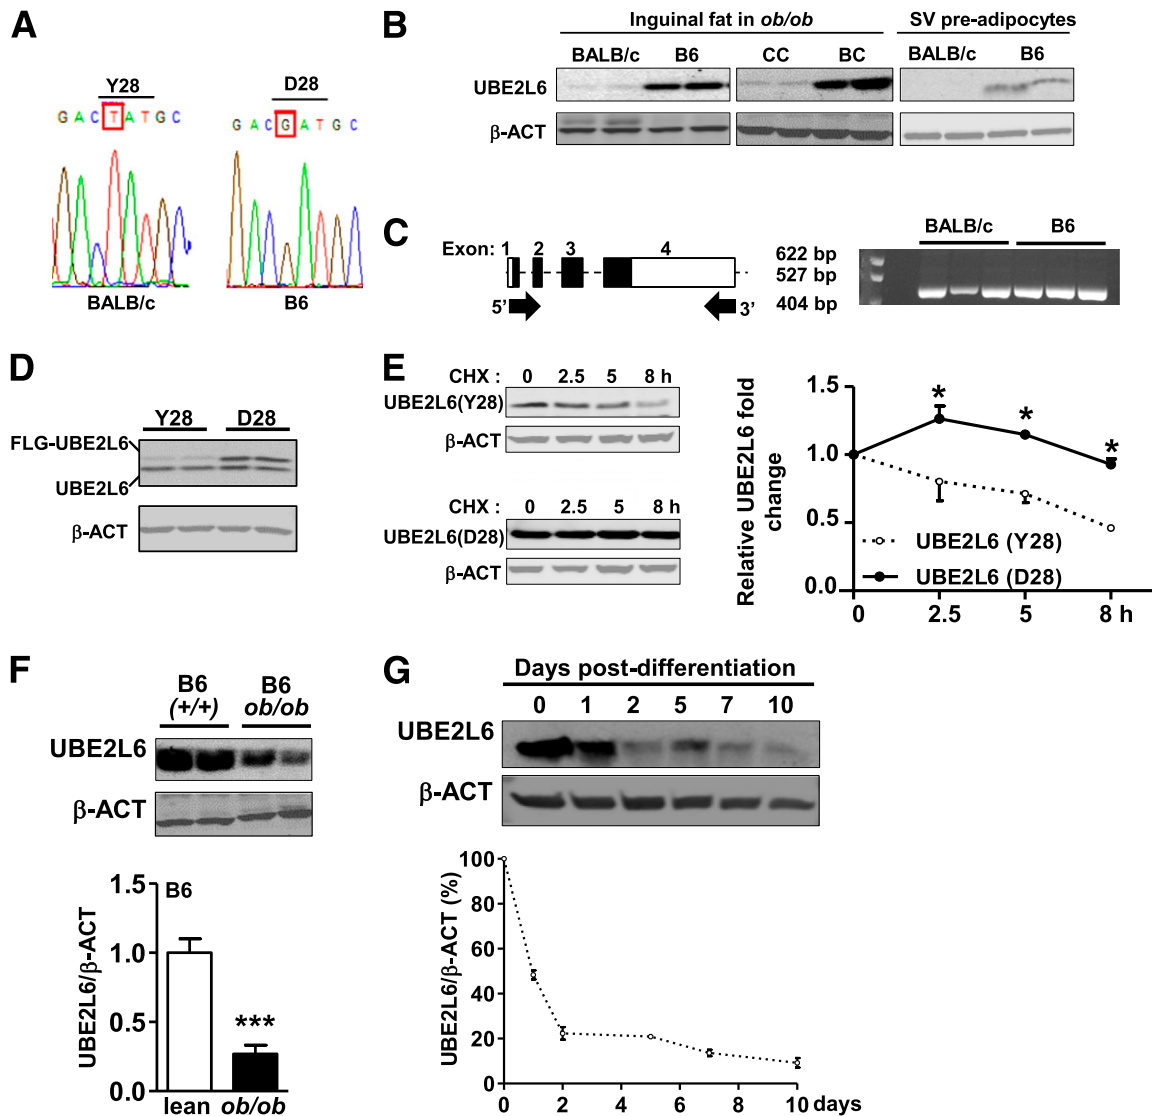 A
Y28
G A C T A T G C
BALB/c
D28
G A C G A T G C
B6
B
Inguinal fat in ob/ob
SV pre-adipocytes
BALB/c B6 CC BC BALB/c B6
UBE2L6
β-ACT
C
Exon: 1 2 3 4
5' 3'
622 bp
527 bp
404 bp
BALB/c B6
D
Y28 D28
FLG-UBE2L6
UBE2L6
β-ACT
E
CHX : 0 2.5 5 8 h
UBE2L6(Y28)
β-ACT
CHX : 0 2.5 5 8 h
UBE2L6(D28)
β-ACT
Relative UBE2L6 fold
change
1.5
1.0
0.5
0.0
* * *
UBE2L6 (Y28)
UBE2L6 (D28)
0 2.5 5 8 h
F
B6 B6
(+/+) ob/ob
UBE2L6
β-ACT
UBE2L6/β-ACT
1.5
1.0
0.5
0.0
B6
***
lean ob/ob
G
Days post-differentiation
0 1 2 5 7 10
UBE2L6
β-ACT
UBE2L6/β-ACT (%)
100
80
60
40
20
0
0 2 4 6 8 10 days